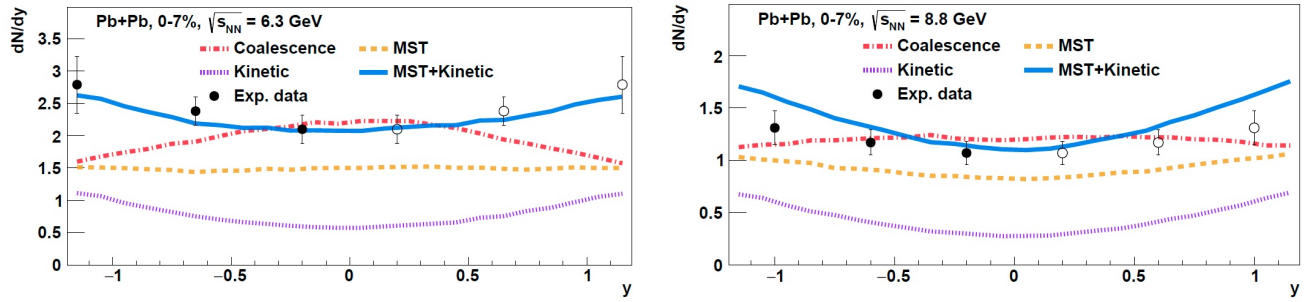 Pb+Pb, 0-7%, √sNN = 6.3 GeV
dN/dy
Coalescence
MST
Kinetic
MST+Kinetic
Exp. data
3.5
3
2.5
2
1.5
1
0.5
0
−1
−0.5
0
0.5
1
y
Pb+Pb, 0-7%, √sNN = 8.8 GeV
dN/dy
Coalescence
MST
Kinetic
MST+Kinetic
Exp. data
2
1.5
1
0.5
0
−1
−0.5
0
0.5
1
y